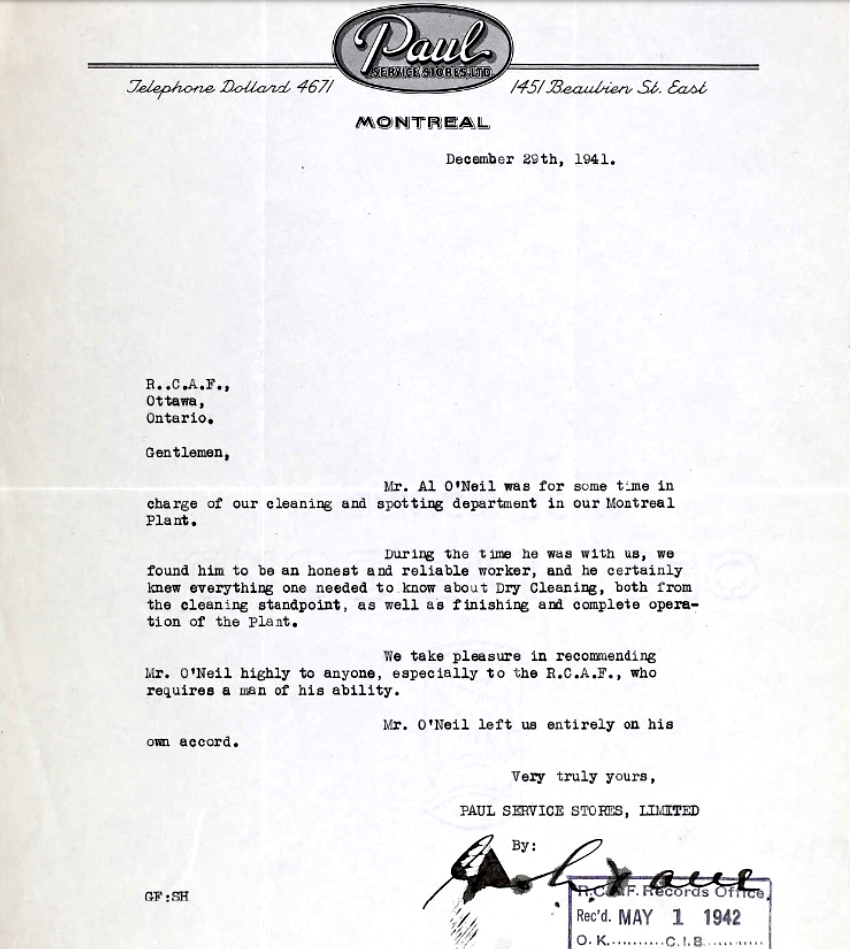 Paul
SERVICE STORES, LTD.
Telephone Dollard 4671
1451 Beaubien St. East
MONTREAL
December 29th, 1941.
R..C.A.F.,
Ottawa,
Ontario.
Gentlemen,
Mr. Al O'Neil was for some time in
charge of our cleaning and spotting department in our Montreal
Plant.
During the time he was with us, we
found him to be an honest and reliable worker, and he certainly
knew everything one needed to know about Dry Cleaning, both from
the cleaning standpoint, as well as finishing and complete opera-
tion of the Plant.
We take pleasure in recommending
Mr. O'Neil highly to anyone, especially to the R.C.A.F., who
requires a man of his ability.
Mr. O'Neil left us entirely on his
own accord.
Very truly yours,
PAUL SERVICE STORES, LIMITED
By:
GF:SH
R.C.A.F. Records Office.
Rec'd. MAY 1 1942
O.K..........C.I.B...........